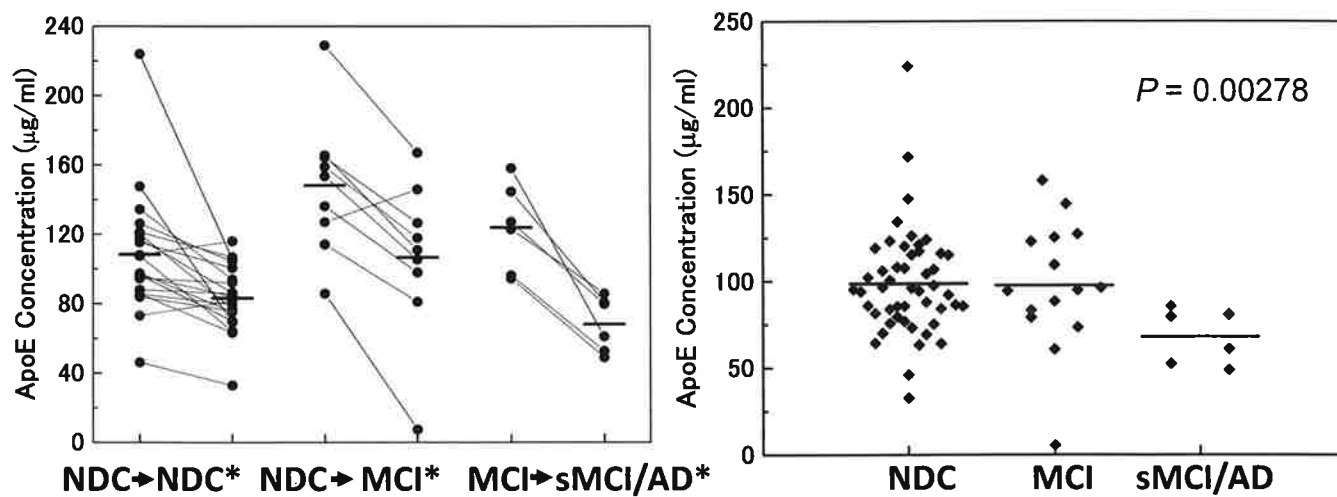 ApoE Concentration (μg/ml)
240
200
160
120
80
40
0
NDC→NDC* NDC→MCI* MCI→sMCI/AD*
ApoE Concentration (μg/ml)
250
200
150
100
50
0
P = 0.00278
NDC MCI sMCI/AD